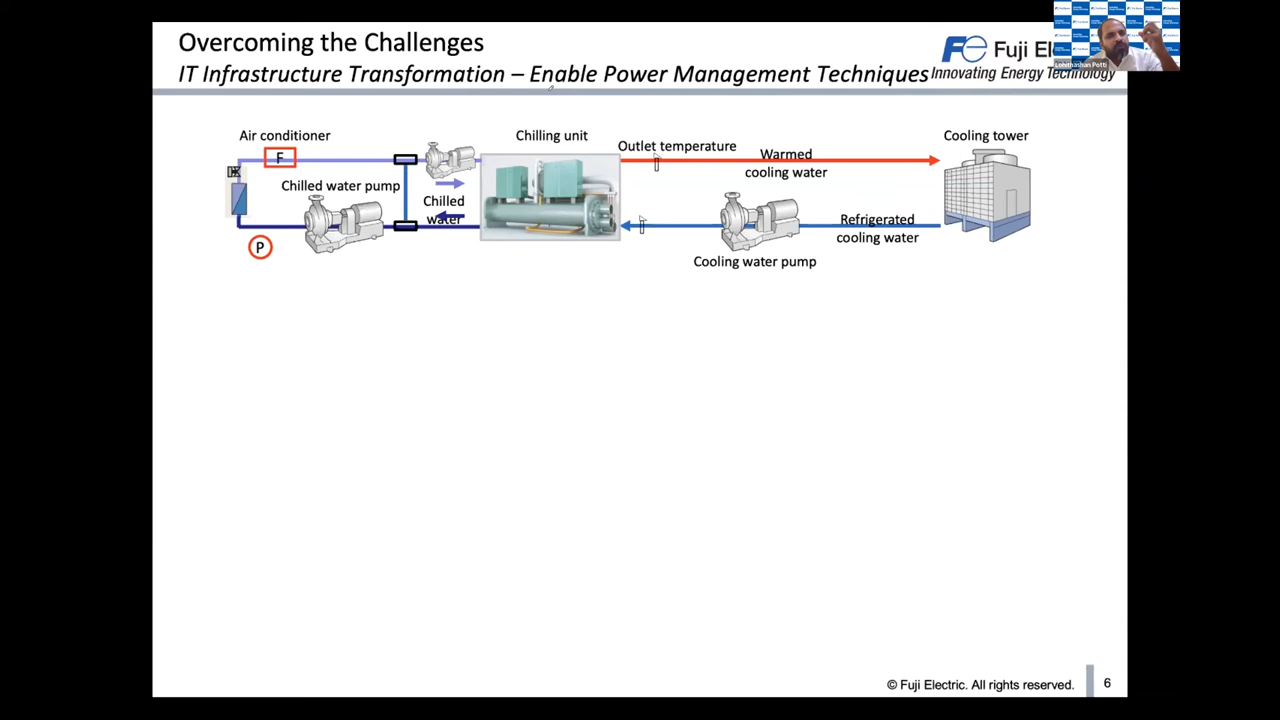 Overcoming the Challenges
IT Infrastructure Transformation – Enable Power Management Techniques
Fuji
Innovating Energy Technology
Air conditioner
Chilling unit
Outlet temperature
Cooling tower
F
Warmed
cooling water
Chilled water pump
Chilled
water
Refrigerated
cooling water
P
Cooling water pump
© Fuji Electric. All rights reserved.
6